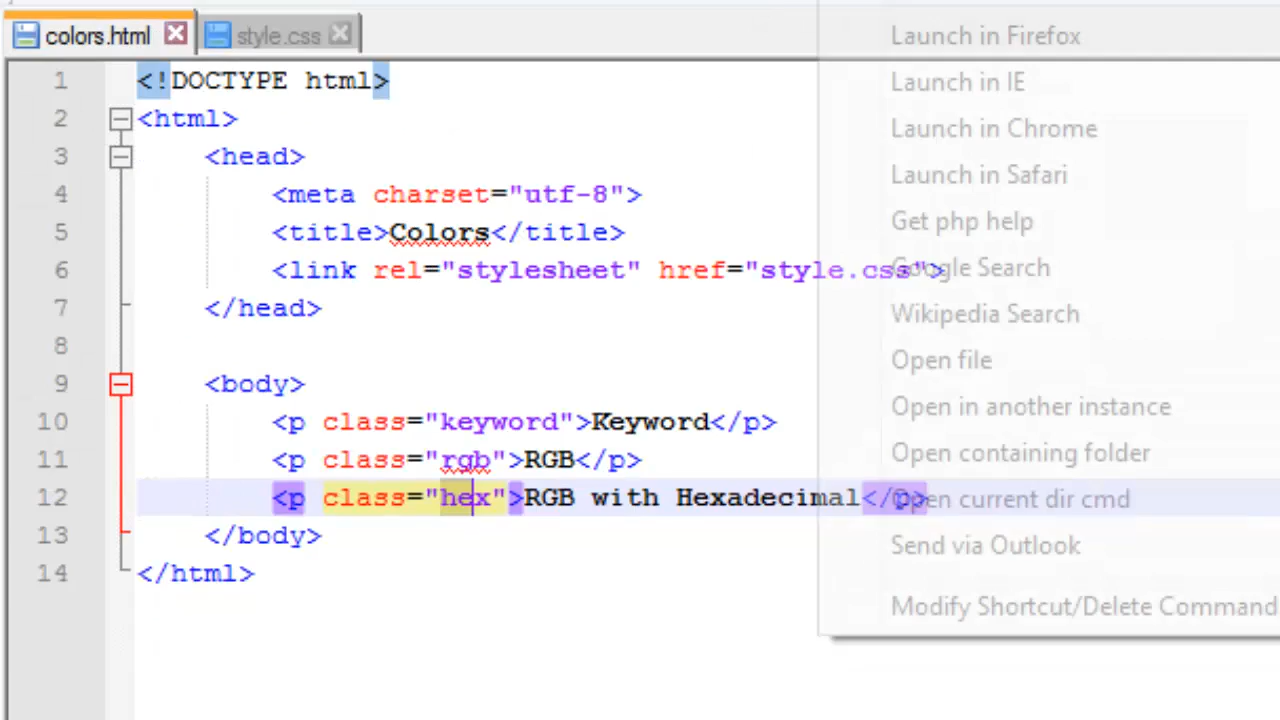 colors.html style.css
1 <!DOCTYPE html>
2 <html>
3 <head>
4 <meta charset="utf-8">
5 <title>Colors</title>
6 <link rel="stylesheet" href="style.css">
7 </head>
8
9 <body>
10 <p class="keyword">Keyword</p>
11 <p class="rgb">RGB</p>
12 <p class="hex">RGB with Hexadecimal</p>
13 </body>
14 </html>
Launch in Firefox
Launch in IE
Launch in Chrome
Launch in Safari
Get php help
Google Search
Wikipedia Search
Open file
Open in another instance
Open containing folder
Open current dir cmd
Send via Outlook
Modify Shortcut/Delete Command